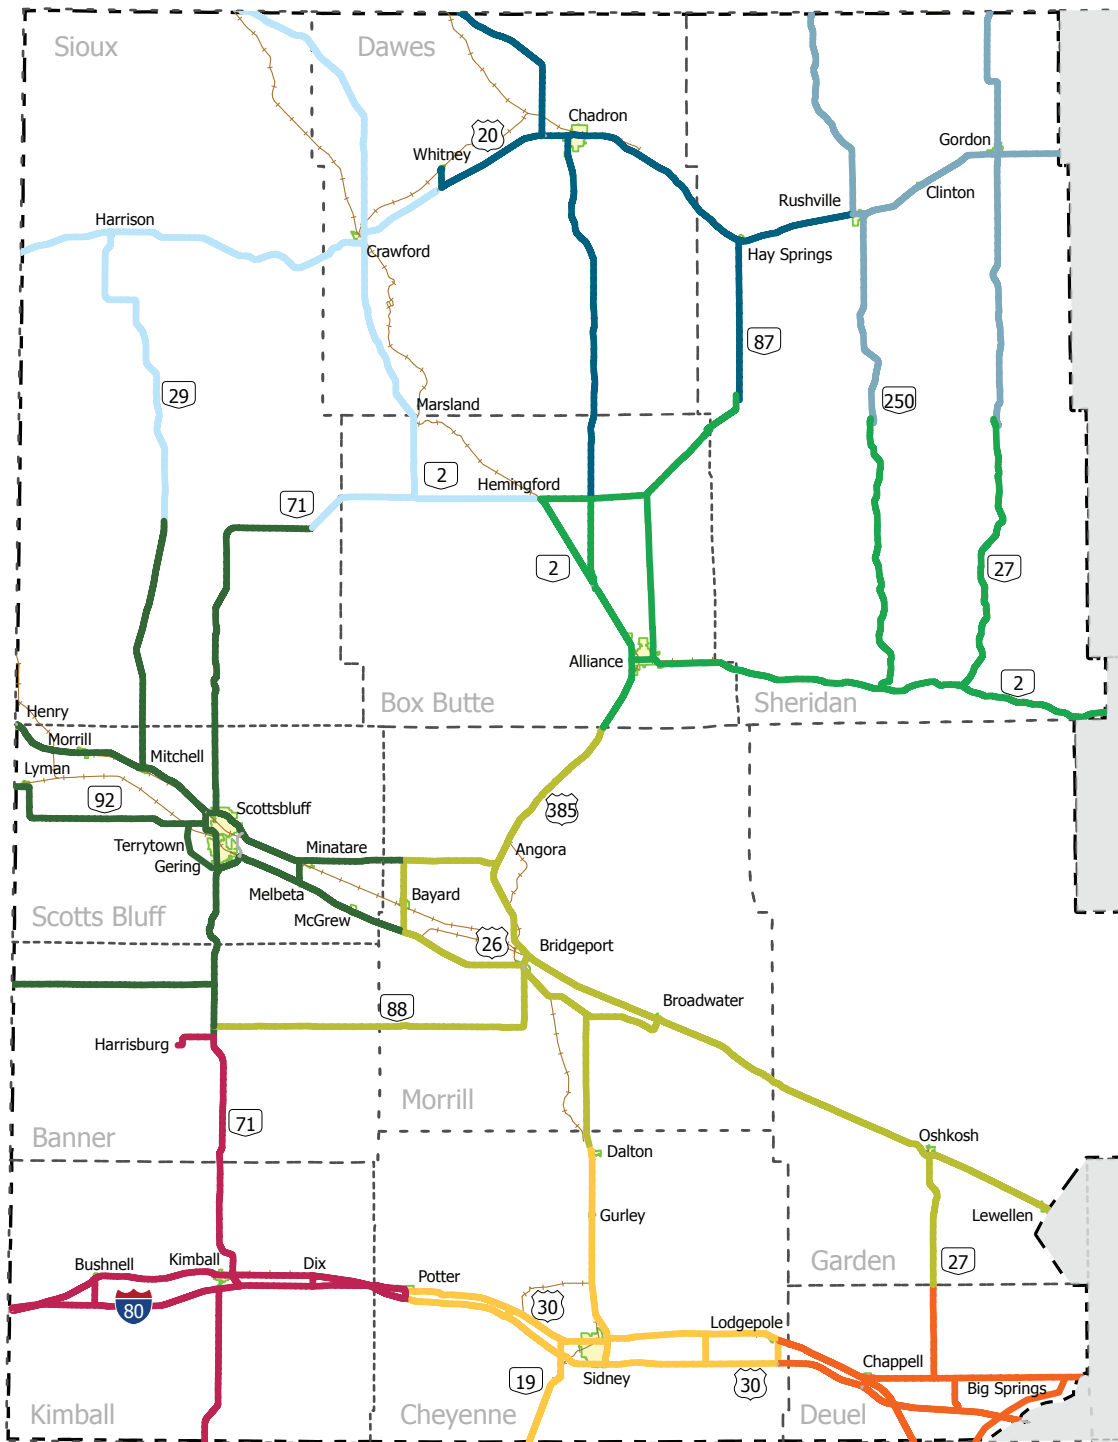 Sioux
Dawes
Chadron
20
Whitney
Gordon
Clinton
Rushville
Harrison
Crawford
Hay Springs
87
29
250
Marsland
2
Hemingford
71
2
27
Alliance
2
Box Butte
Sheridan
Henry
Morrill
Mitchell
Lyman
92
Scottsbluff
385
Terrytown
Gering
Minatare
Angora
Melbeta
Bayard
McGrew
Scotts Bluff
26
Bridgeport
88
Broadwater
Harrisburg
Morrill
71
Banner
Oshkosh
Dalton
Gurley
Lewellen
Garden
27
Bushnell
Kimball
Dix
Potter
80
30
Lodgepole
Chappell
19
Sidney
30
Big Springs
Kimball
Cheyenne
Deuel